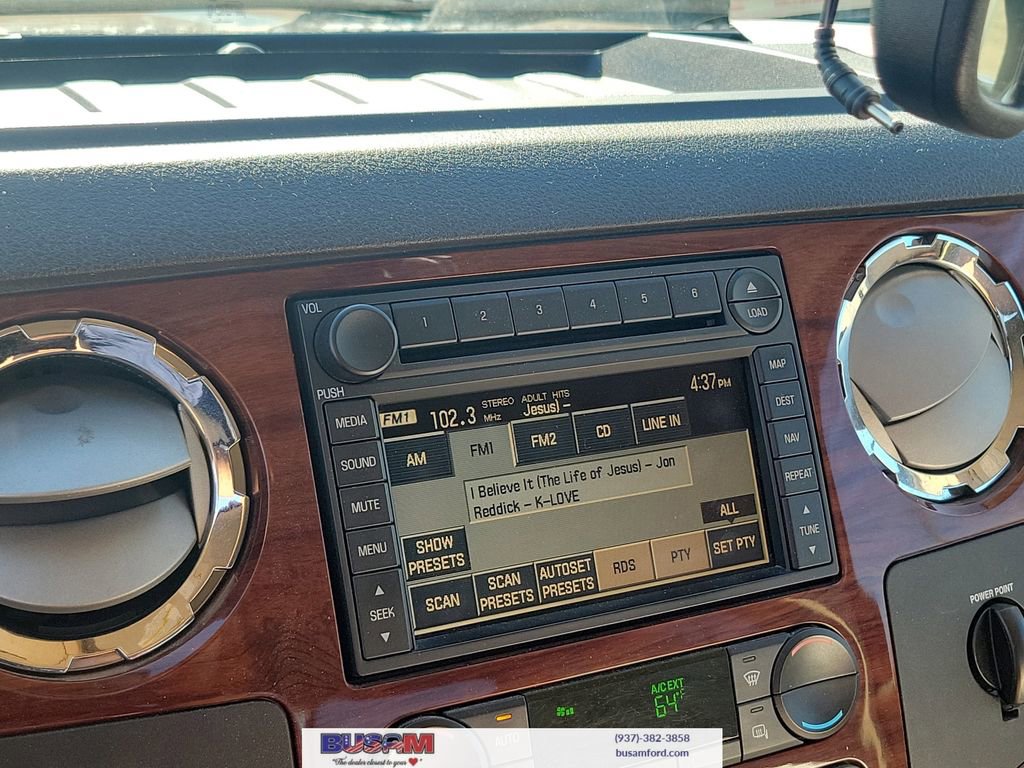 VOL
1 2 3 4 5 6
LOAD
PUSH
MEDIA
SOUND
MUTE
MENU
SEEK
FM1 102.3 MHz STEREO ADULT HITS 4:37 PM
Jesus) –
AM FM1 FM2 CD LINE IN
I Believe It (The Life of Jesus) – Jon
Reddick – K-LOVE
ALL
SHOW
PRESETS
SCAN
SCAN
PRESETS
AUTOSET
PRESETS
RDS PTY SET PTY
MAP
DEST
NAV
REPEAT
TUNE
POWER POINT
A/C EXT
64°F
AUTO
BUSAM
"The dealer closest to your ❤"
(937)-382-3858
busamford.com